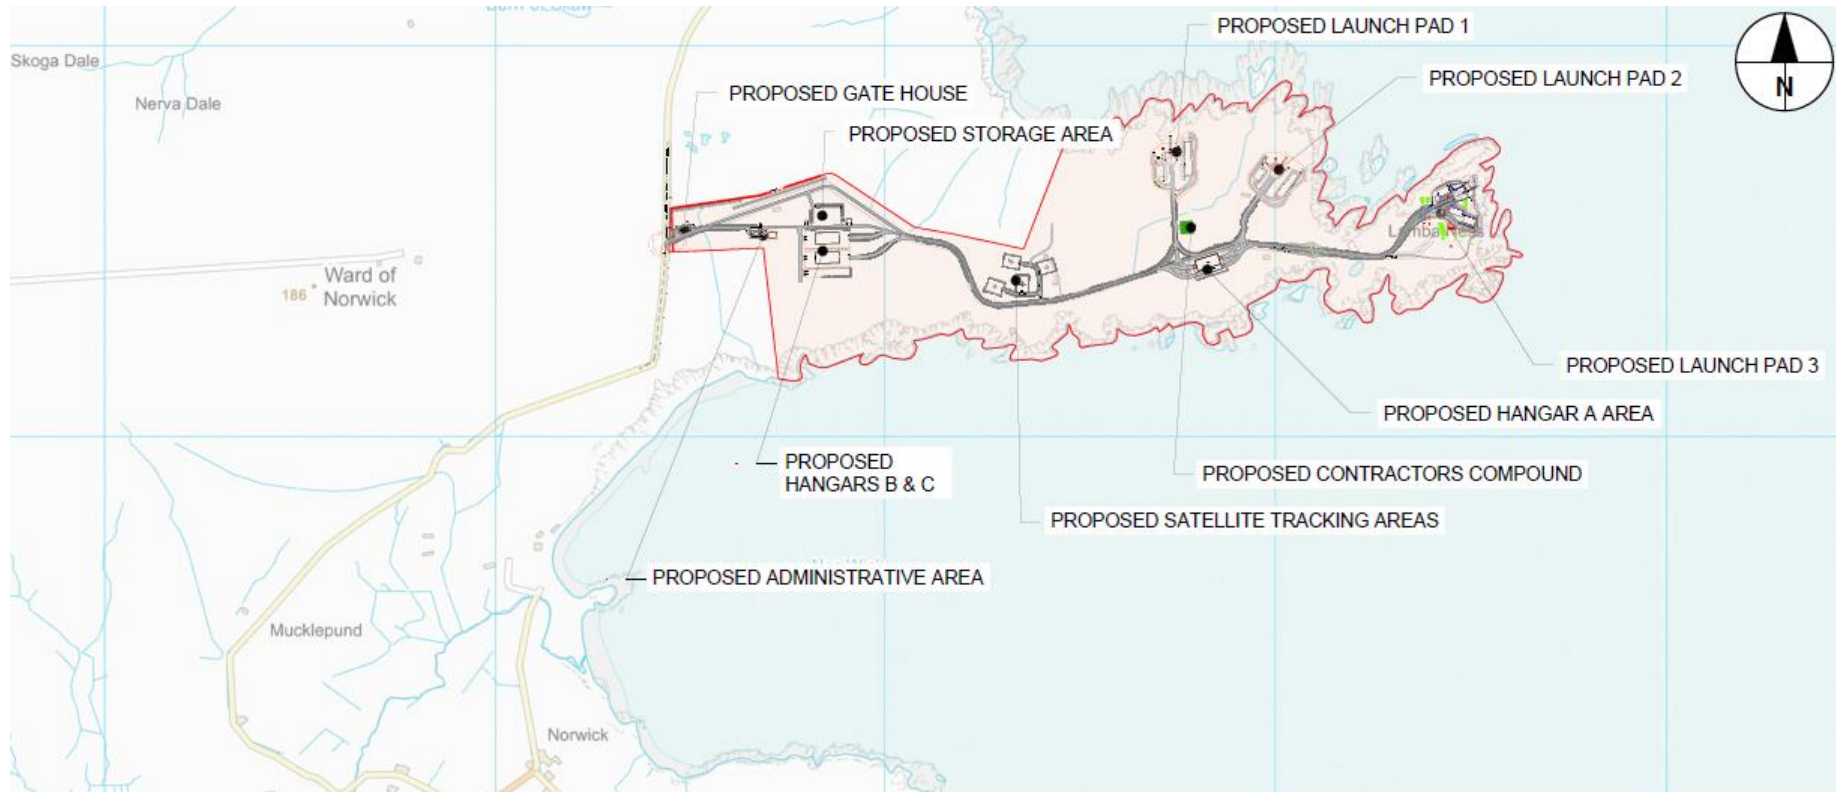 PROPOSED LAUNCH PAD 1
Skoga Dale
PROPOSED LAUNCH PAD 2
N
PROPOSED GATE HOUSE
Nerva Dale
PROPOSED STORAGE AREA
Ward of
Norwick
186
PROPOSED LAUNCH PAD 3
PROPOSED HANGAR A AREA
PROPOSED
HANGARS B & C
PROPOSED CONTRACTORS COMPOUND
PROPOSED SATELLITE TRACKING AREAS
PROPOSED ADMINISTRATIVE AREA
Mucklepund
Norwick